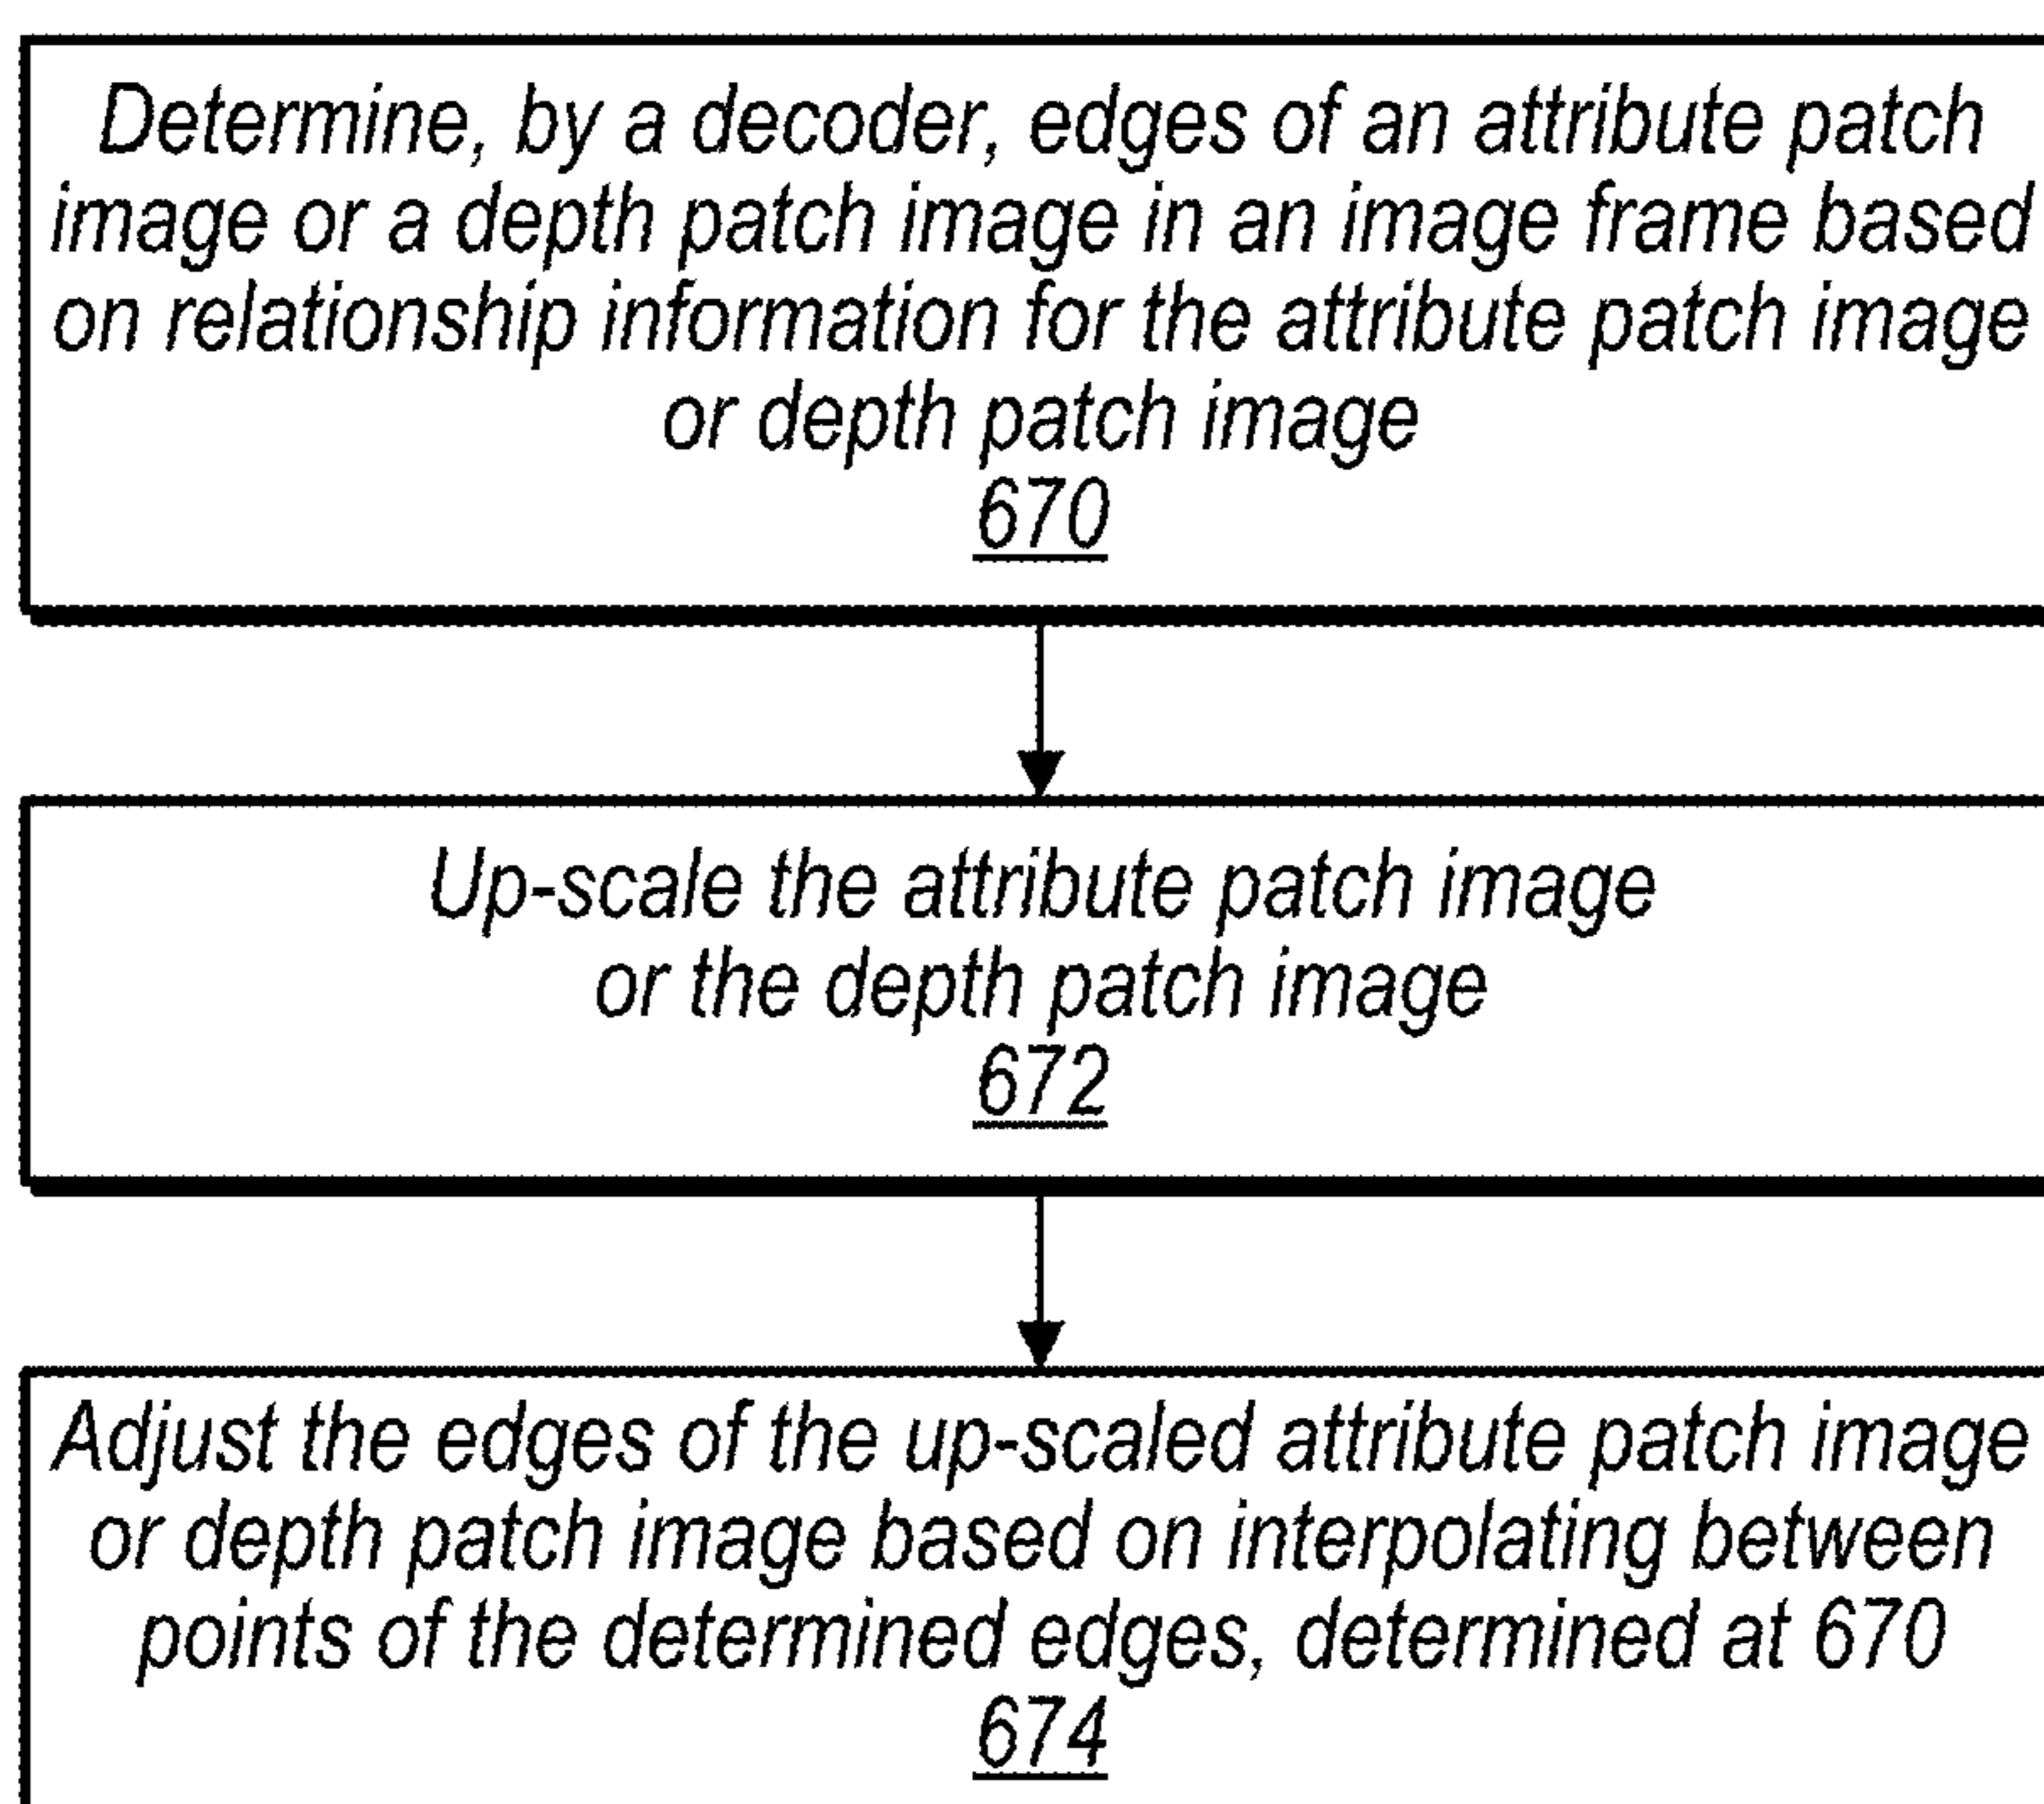 Determine, by a decoder, edges of an attribute patch
image or a depth patch image in an image frame based
on relationship information for the attribute patch image
or depth patch image
670
Up-scale the attribute patch image
or the depth patch image
672
Adjust the edges of the up-scaled attribute patch image
or depth patch image based on interpolating between
points of the determined edges, determined at 670
674